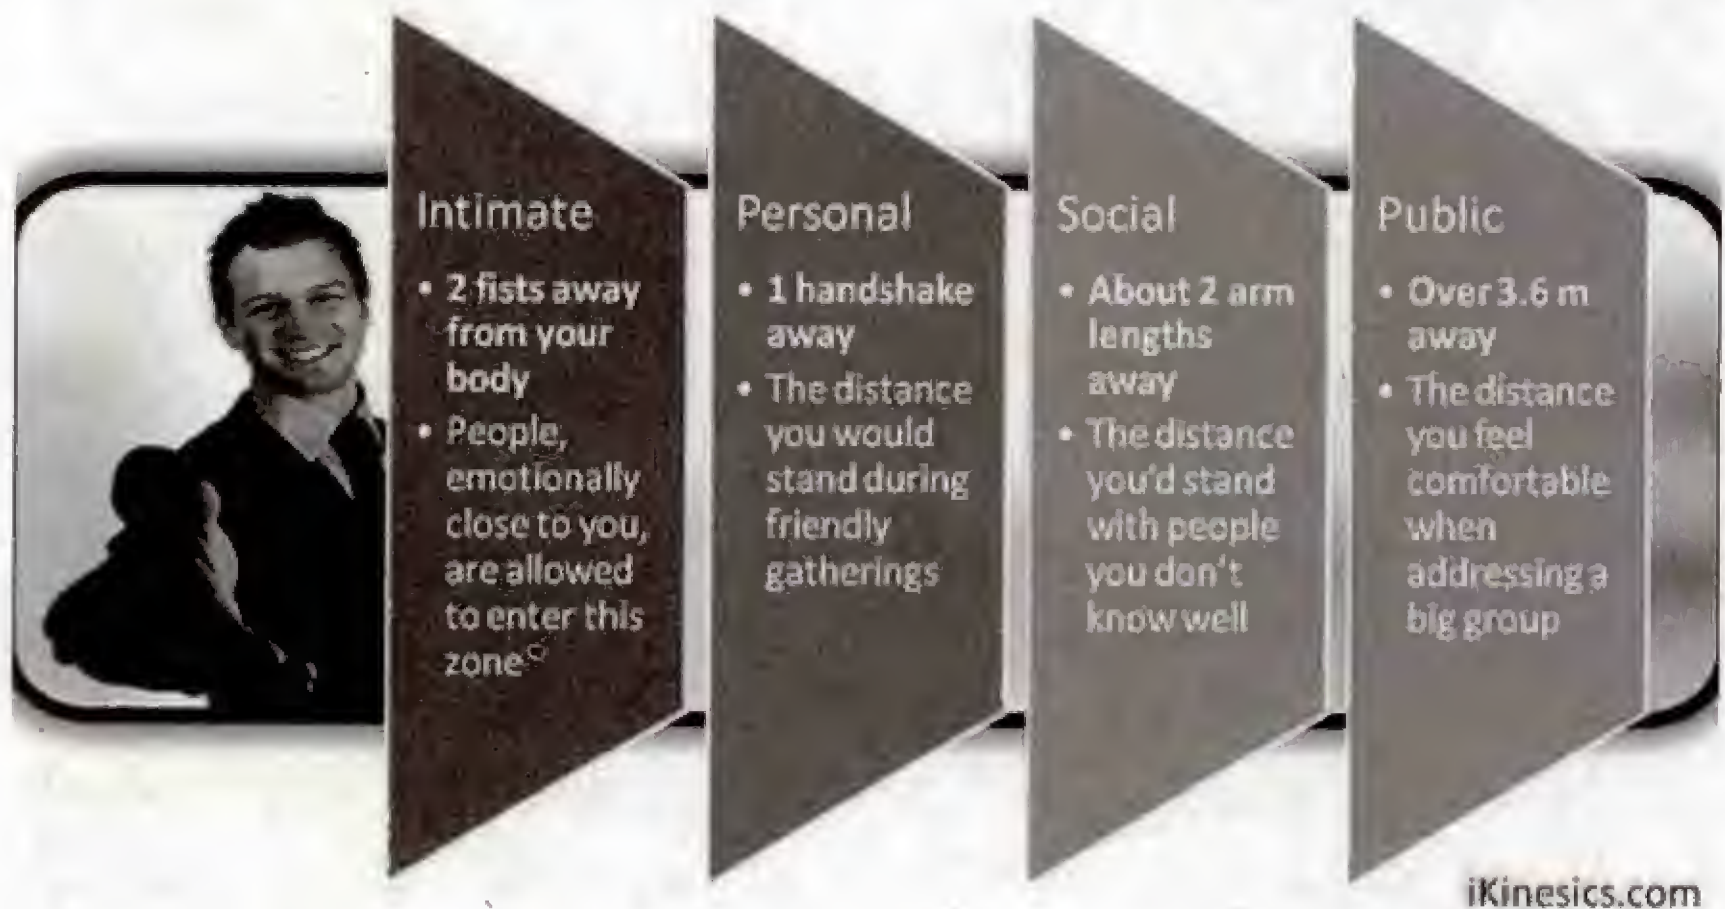 Intimate
• 2 fists away
from your
body
• People,
emotionally
close to you,
are allowed
to enter this
zone
Personal
• 1 handshake
away
• The distance
you would
stand during
friendly
gatherings
Social
• About 2 arm
lengths
away
• The distance
you'd stand
with people
you don't
know well
Public
• Over 3.6 m
away
• The distance
you feel
comfortable
when
addressing a
big group
iKinesics.com